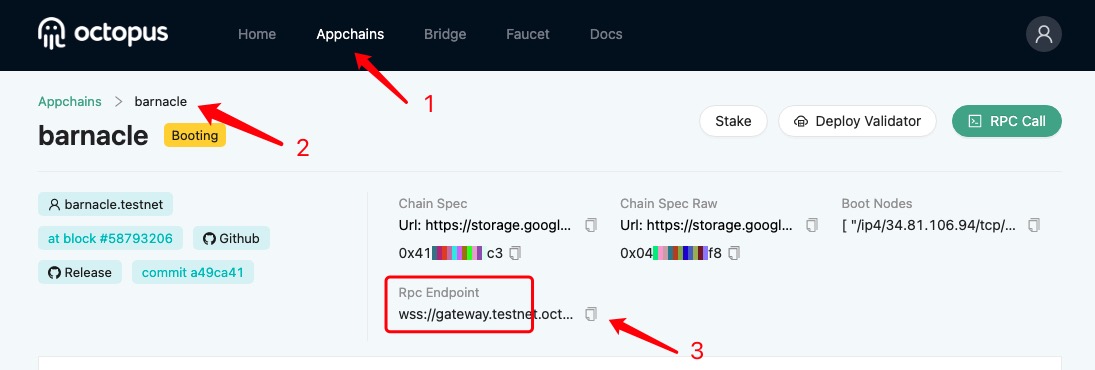 octopus
Home Appchains Bridge Faucet Docs
1
Appchains > barnacle
2
barnacle Booting
Stake Deploy Validator RPC Call
barnacle.testnet
at block #58793206 Github
Release commit a49ca41
Chain Spec
Url: https://storage.googl...
0x41 c3
Chain Spec Raw
Url: https://storage.googl...
0x04 f8
Boot Nodes
[ "/ip4/34.81.106.94/tcp/...
Rpc Endpoint
wss://gateway.testnet.oct...
3